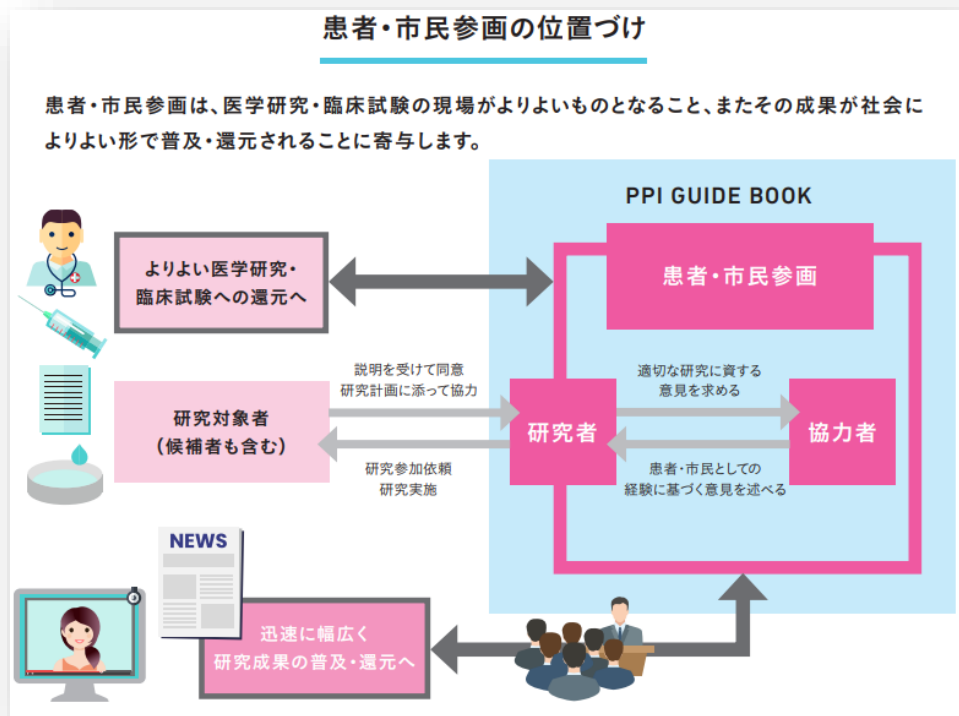 患者・市民参画の位置づけ
患者・市民参画は、医学研究・臨床試験の現場がよりよいものとなること、またその成果が社会に
よりよい形で普及・還元されることに寄与します。
PPI GUIDE BOOK
よりよい医学研究・
臨床試験への還元へ
患者・市民参画
説明を受けて同意
研究計画に添って協力
適切な研究に資する
意見を求める
研究対象者
(候補者も含む)
研究者
協力者
研究参加依頼
研究実施
患者・市民としての
経験に基づく意見を述べる
NEWS
迅速に幅広く
研究成果の普及・還元へ